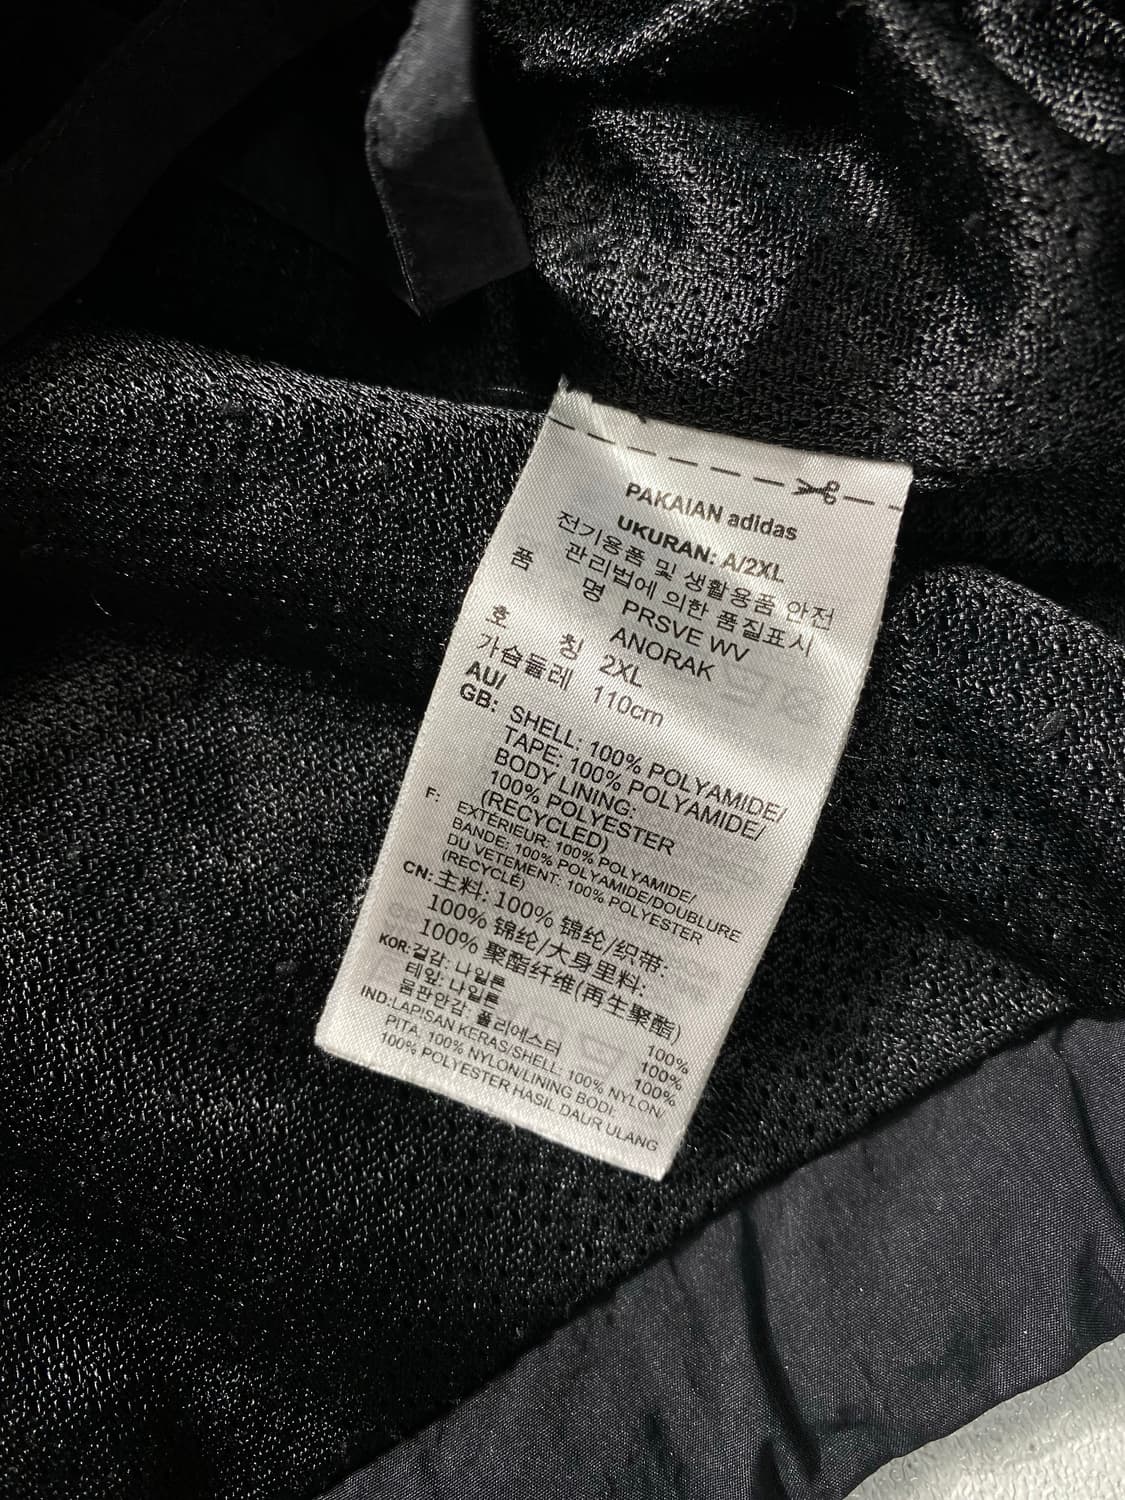 PAKAIAN adidas
UKURAN: A/2XL
전기용품 및 생활용품 안전
관리법에 의한 품질표시
품 명 PRSVE WV
ANORAK
호 칭 2XL
가슴둘레 110cm
AU/
GB: SHELL: 100% POLYAMIDE/
TAPE: 100% POLYAMIDE/
BODY LINING:
100% POLYESTER
(RECYCLED)
F: EXTÉRIEUR: 100% POLYAMIDE/
BANDE: 100% POLYAMIDE/DOUBLURE
DU VETEMENT: 100% POLYESTER
(RECYCLÉ)
CN: 主料: 100% 锦纶/织带:
100% 锦纶/大身里料:
100% 聚酯纤维(再生聚酯)
KOR: 겉감: 나일론 100%
테잎: 나일론 100%
몸판안감: 폴리에스터 100%
IND: LAPISAN KERAS/SHELL: 100% NYLON/
PITA: 100% NYLON/LINING BODI:
100% POLYESTER HASIL DAUR ULANG